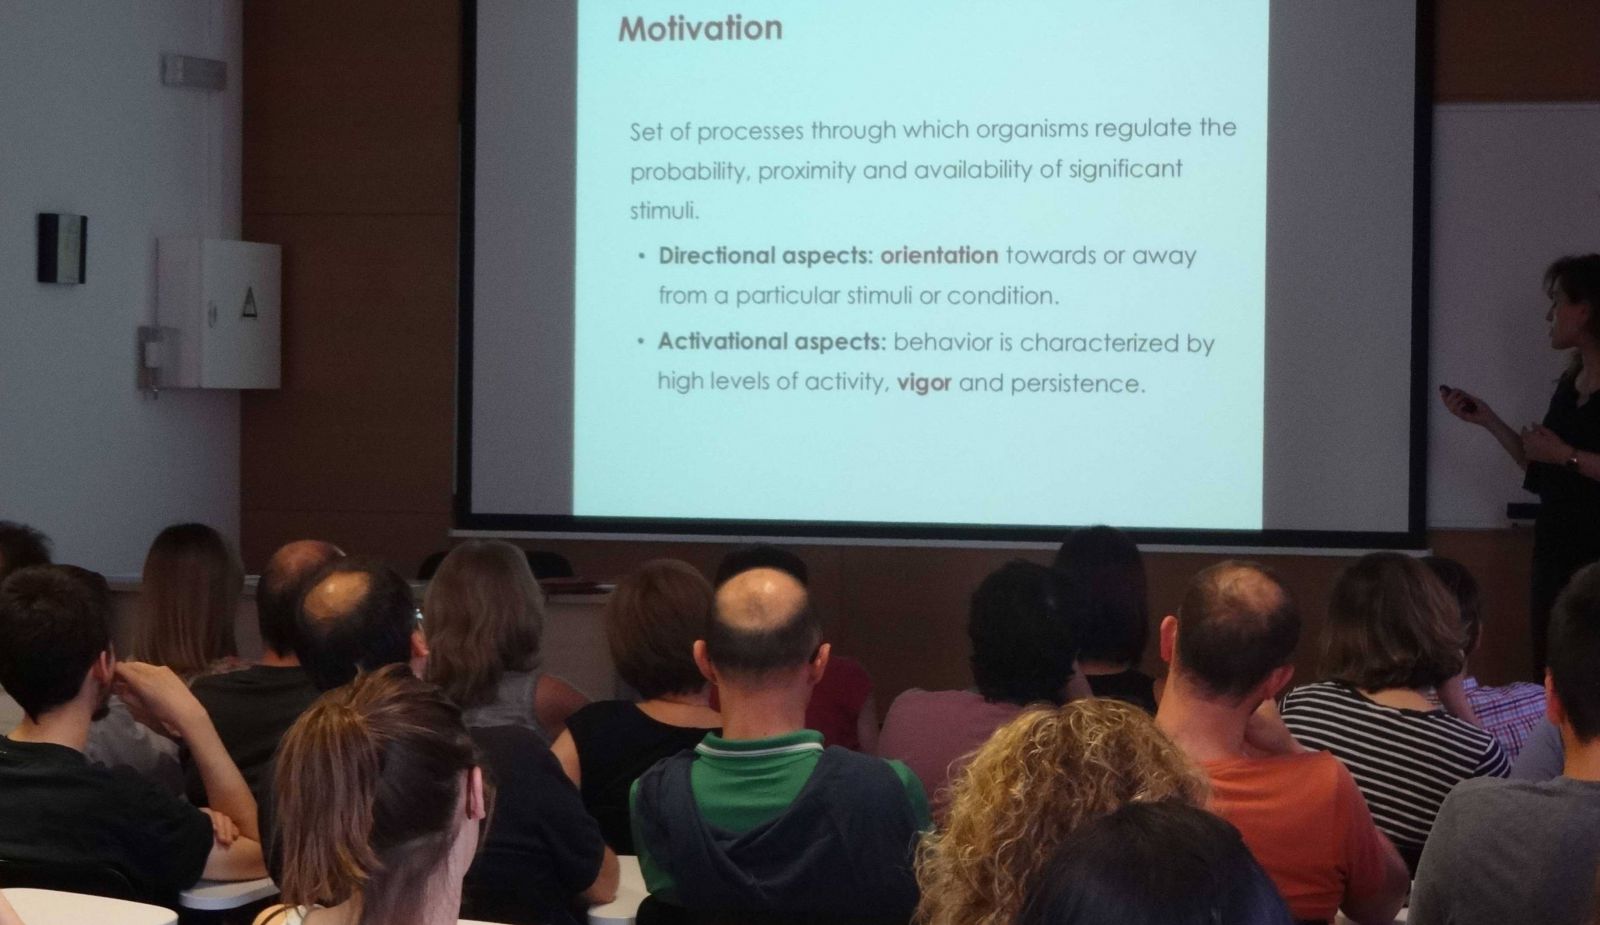 Motivation
Set of processes through which organisms regulate the
probability, proximity and availability of significant
stimuli.
• Directional aspects: orientation towards or away
from a particular stimuli or condition.
• Activational aspects: behavior is characterized by
high levels of activity, vigor and persistence.